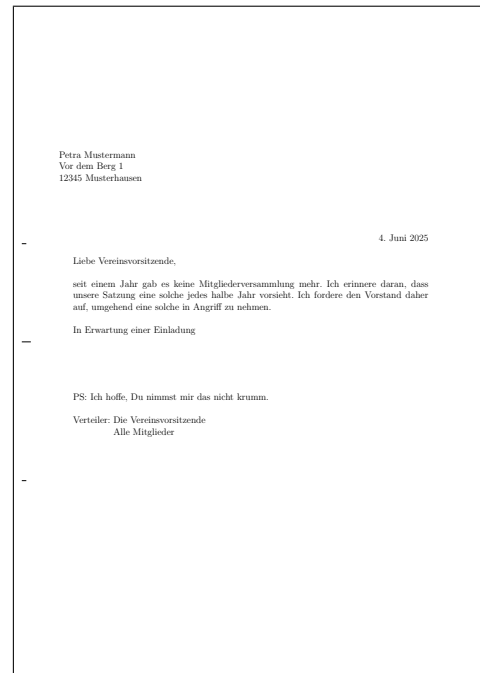 Petra Mustermann
Vor dem Berg 1
12345 Musterhausen
4. Juni 2025
Liebe Vereinsvorsitzende,
seit einem Jahr gab es keine Mitgliederversammlung mehr. Ich erinnere daran, dass
unsere Satzung eine solche jedes halbe Jahr vorsieht. Ich fordere den Vorstand daher
auf, umgehend eine solche in Angriff zu nehmen.
In Erwartung einer Einladung
PS: Ich hoffe, Du nimmst mir das nicht krumm.
Verteiler: Die Vereinsvorsitzende
Alle Mitglieder